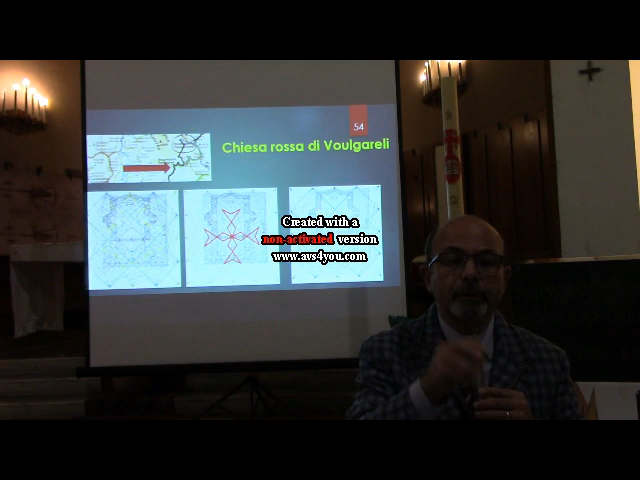 54
Chiesa rossa di Voulgareli
Created with a
non-activated version
www.avs4you.com